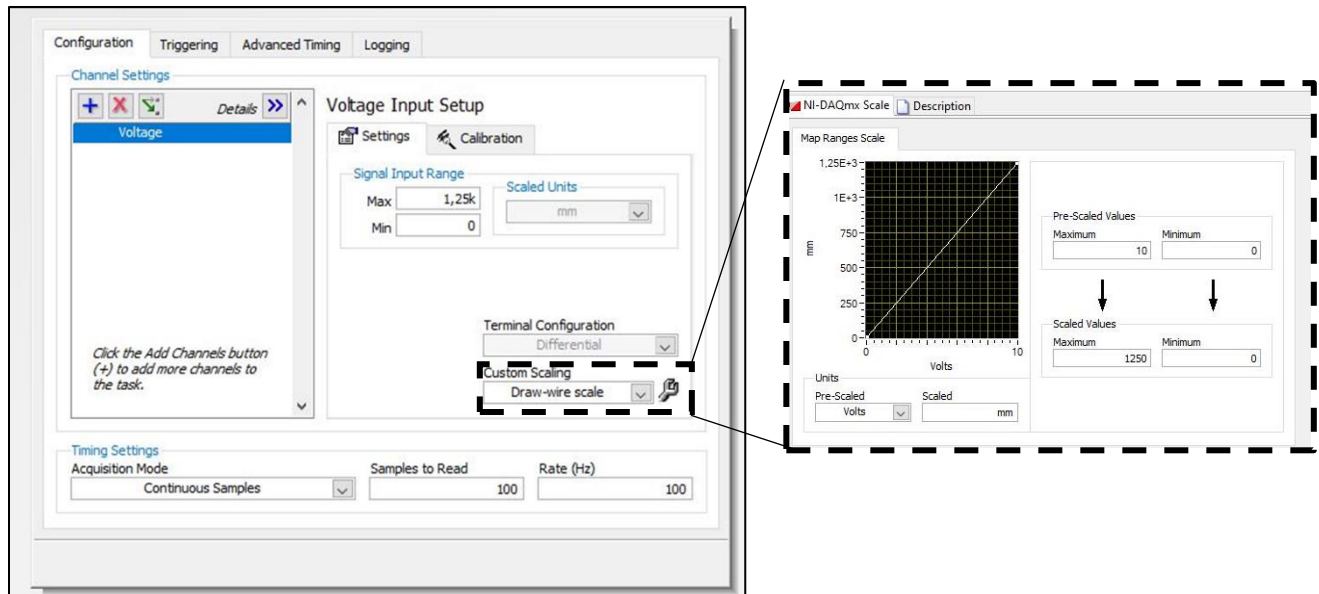 Configuration Triggering Advanced Timing Logging
Channel Settings
Details
Voltage
Click the Add Channels button
(+) to add more channels to
the task.
Voltage Input Setup
Settings Calibration
Signal Input Range
Max 1,25k
Min 0
Scaled Units
mm
Terminal Configuration
Differential
Custom Scaling
Draw-wire scale
Timing Settings
Acquisition Mode Samples to Read Rate (Hz)
Continuous Samples 100 100
NI-DAQmx Scale Description
Map Ranges Scale
1,25E+3
1E+3
750
500
250
0
mm
0 10
Volts
Units
Pre-Scaled Scaled
Volts mm
Pre-Scaled Values
Maximum Minimum
10 0
Scaled Values
Maximum Minimum
1250 0